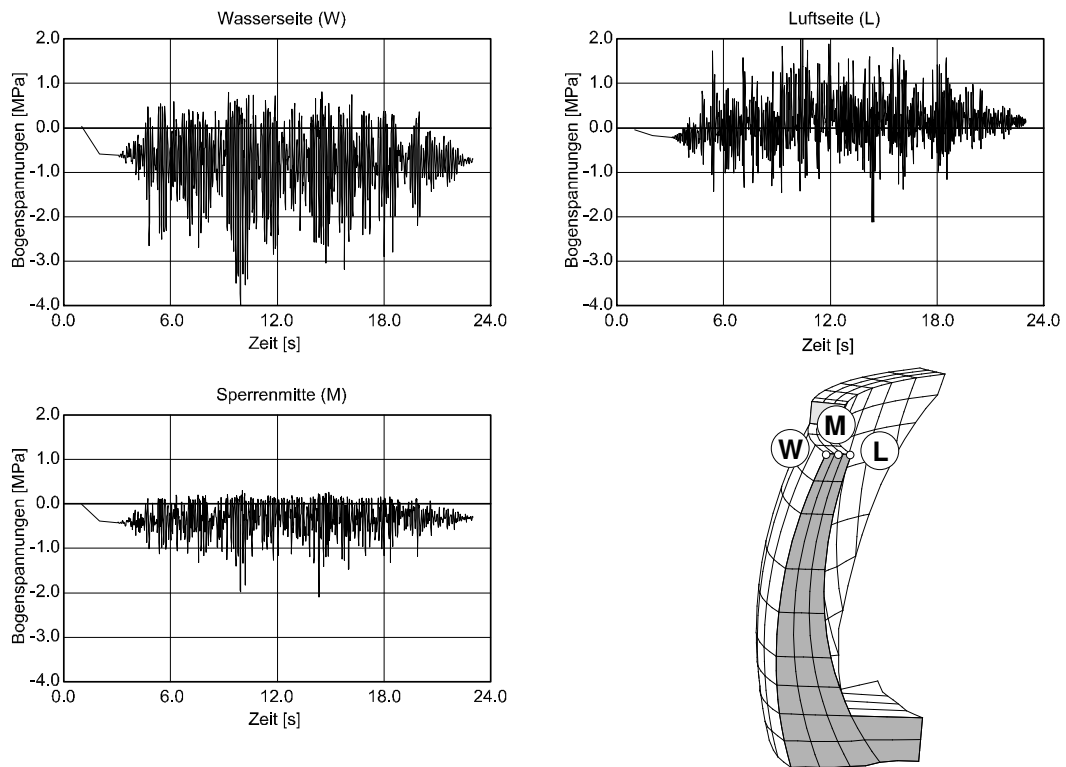 Wasserseite (W)
Bogenspannungen [MPa]
2.0
1.0
0.0
-1.0
-2.0
-3.0
-4.0
0.0 6.0 12.0 18.0 24.0
Zeit [s]
Luftseite (L)
Bogenspannungen [MPa]
2.0
1.0
0.0
-1.0
-2.0
-3.0
-4.0
0.0 6.0 12.0 18.0 24.0
Zeit [s]
Sperrenmitte (M)
Bogenspannungen [MPa]
2.0
1.0
0.0
-1.0
-2.0
-3.0
-4.0
0.0 6.0 12.0 18.0 24.0
Zeit [s]
M
W L